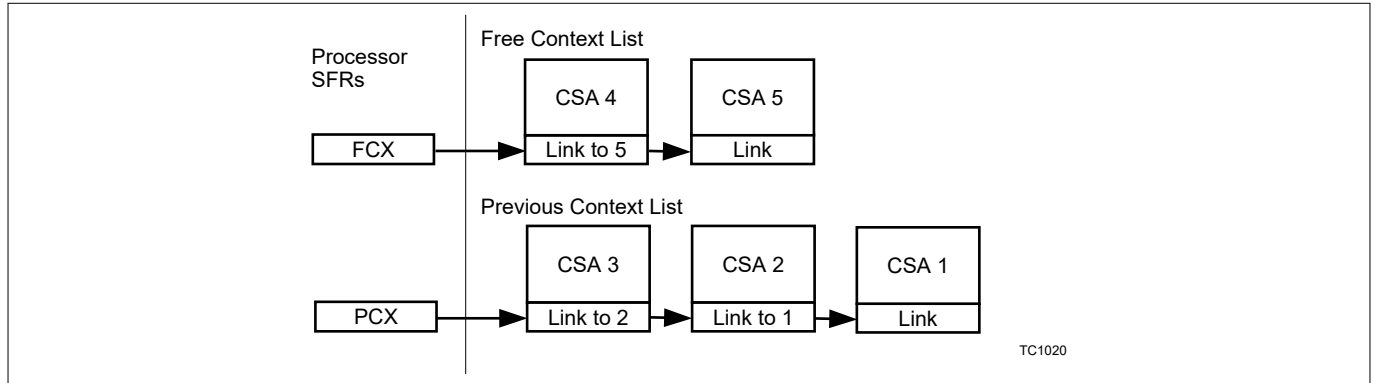 Processor
SFRs
Free Context List
CSA 4
CSA 5
FCX
Link to 5
Link
Previous Context List
CSA 3
CSA 2
CSA 1
PCX
Link to 2
Link to 1
Link
TC1020